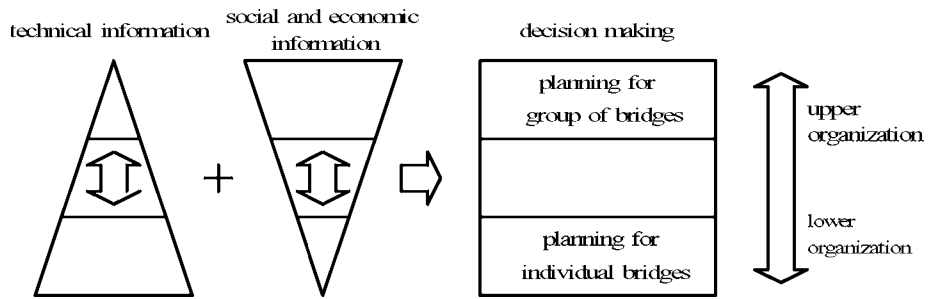 technical information
social and economic
information
decision making
planning for
group of bridges
upper
organization
planning for
individual bridges
lower
organization